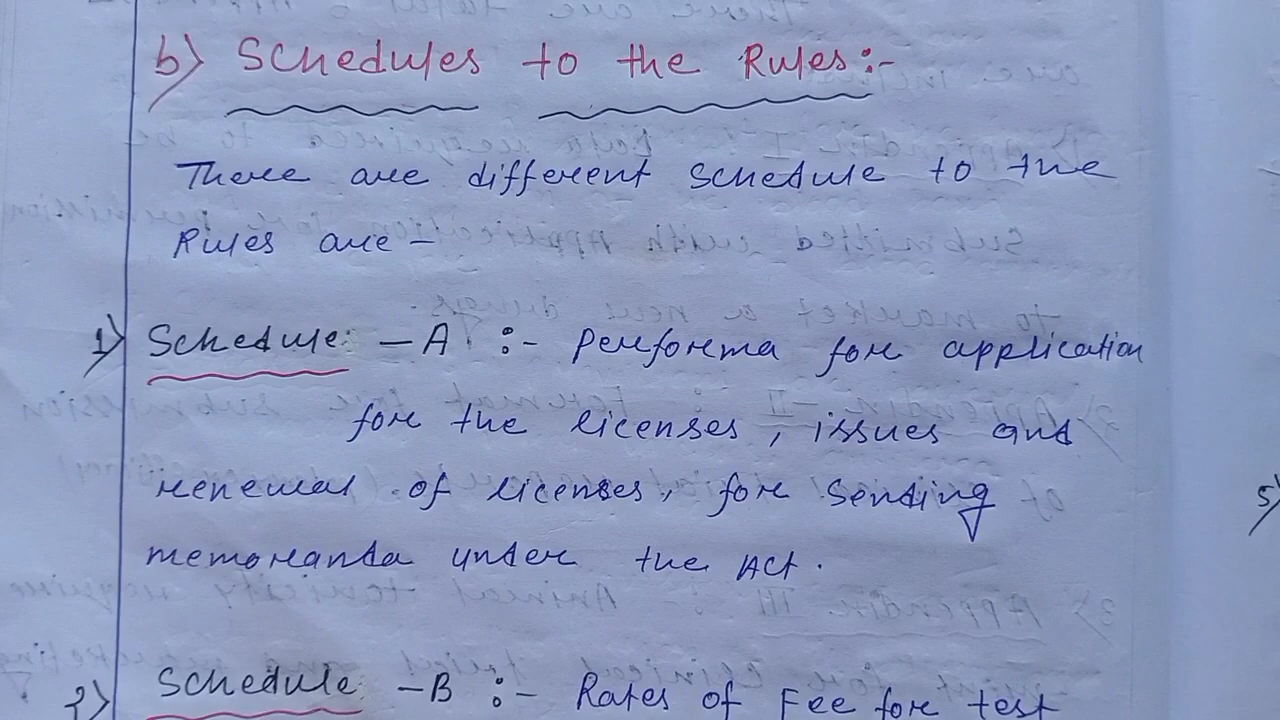 b) Schedules to the Rules:-
There are different schedule to the
Rules are -
1) Schedule - A :- Performa for application
for the licenses, issues and
renewal of licenses, for sending
memoranda under the Act.
2) Schedule - B :- Rates of Fee for test
5)